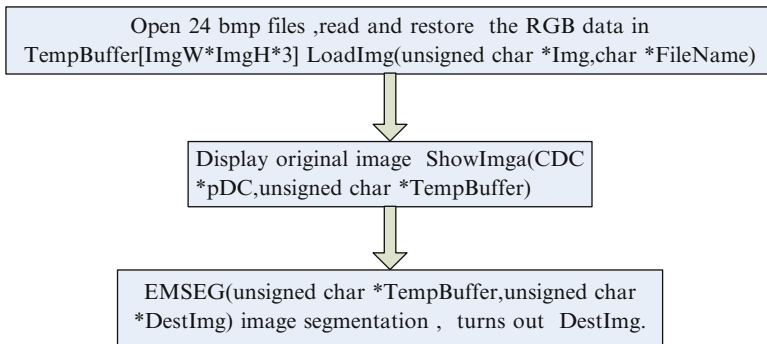 Open 24 bmp files ,read and restore the RGB data in
TempBuffer[ImgW*ImgH*3] LoadImg(unsigned char *Img,char *FileName)
Display original image ShowImga(CDC
*pDC,unsigned char *TempBuffer)
EMSEG(unsigned char *TempBuffer,unsigned char
*DestImg) image segmentation , turns out DestImg.